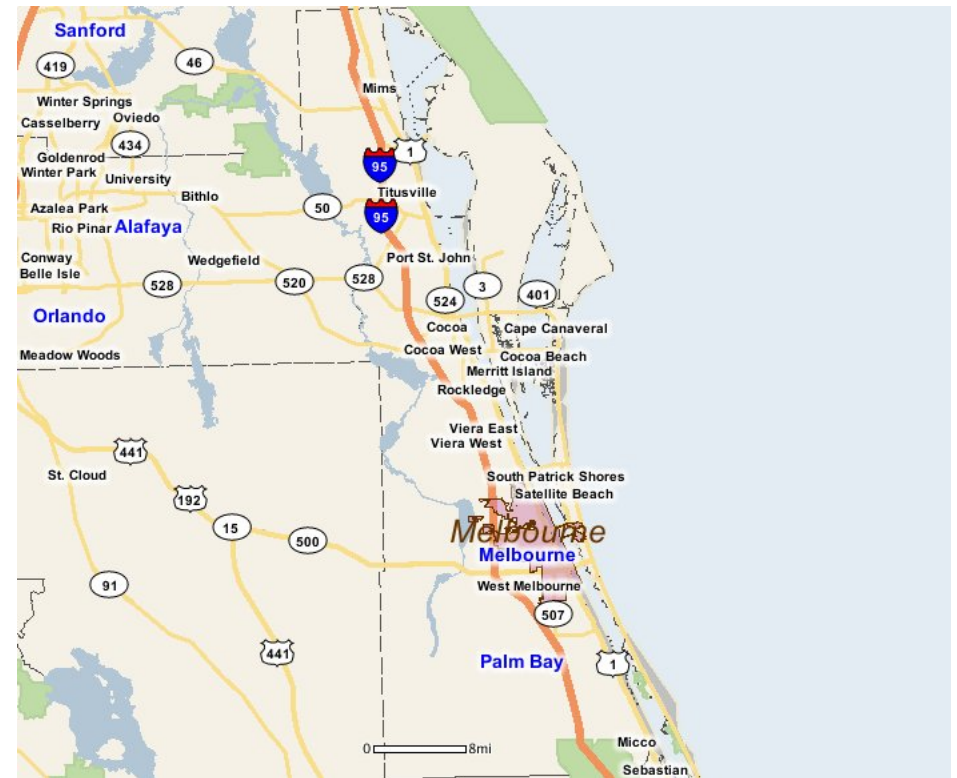 Sanford
419
46
Mims
Winter Springs
Casselberry
Oviedo
434
1
Goldenrod
95
Winter Park
University
Bithlo
Titusville
Azalea Park
50
95
Rio Pinar
Alafaya
Conway
Wedgefield
Port St. John
Belle Isle
528
520
528
3
401
524
Orlando
Cocoa
Cape Canaveral
Meadow Woods
Cocoa West
Cocoa Beach
Merritt Island
Rockledge
Viera East
Viera West
441
St. Cloud
South Patrick Shores
192
Satellite Beach
15
500
Melbourne
Melbourne
91
West Melbourne
507
441
Palm Bay
1
0
8mi
Micco
Sebastian